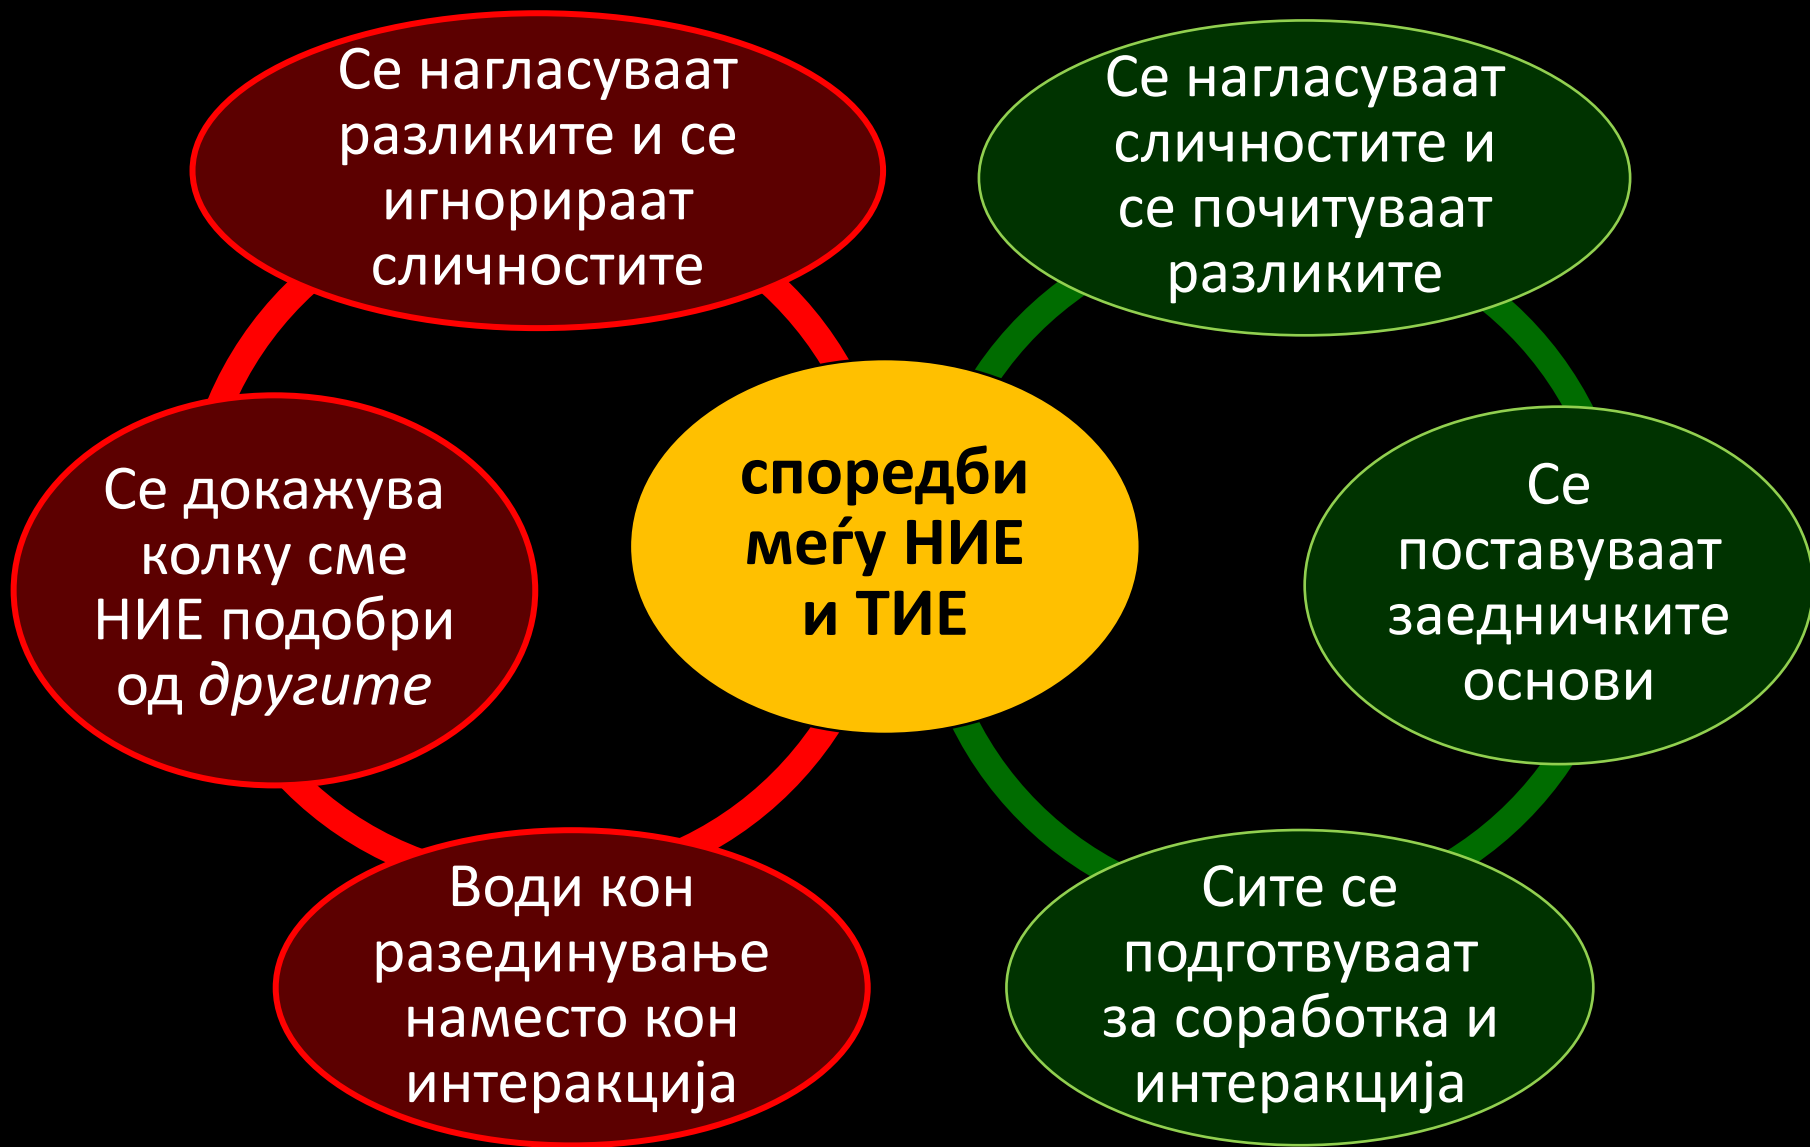 Се нагласуваат
разликите и се
игнорираат
сличностите
Се нагласуваат
сличностите и
се почитуваат
разликите
Се докажува
колку сме
НИЕ подобри
од другите
споредби
меѓу НИЕ
и ТИЕ
Се
поставуваат
заедничките
основи
Води кон
разединување
наместо кон
интеракција
Сите се
подготвуваат
за соработка и
интеракција